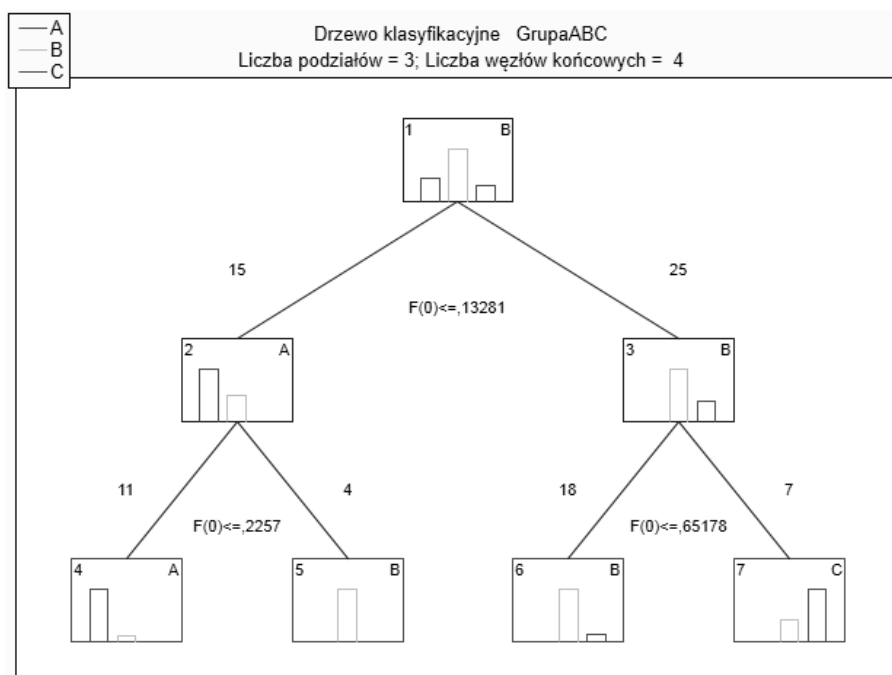 A
B
C
Drzewo klasyfikacyjne GrupaABC
Liczba podziałów = 3; Liczba węzłów końcowych = 4
1 B
15 25
F(0)<=,13281
2 A 3 B
11 4 18 7
F(0)<=,2257 F(0)<=,65178
4 A 5 B 6 B 7 C